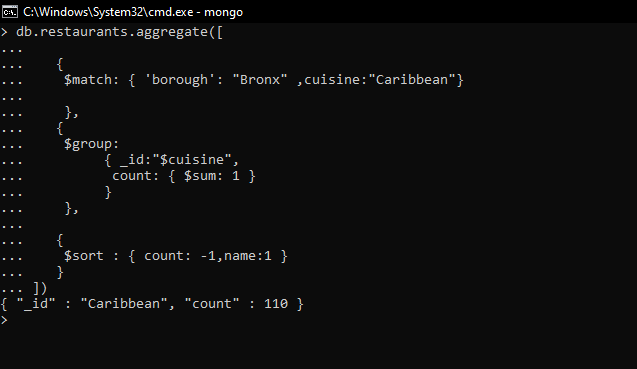 C:\Windows\System32\cmd.exe - mongo
> db.restaurants.aggregate([
...
...     {
...      $match: { 'borough': "Bronx" ,cuisine:"Caribbean"}
...
...      },
...     {
...      $group:
...           { _id:"$cuisine",
...            count: { $sum: 1 }
...           }
...      },
...
...     {
...      $sort : { count: -1,name:1 }
...     }
... ])
{ "_id" : "Caribbean", "count" : 110 }
>